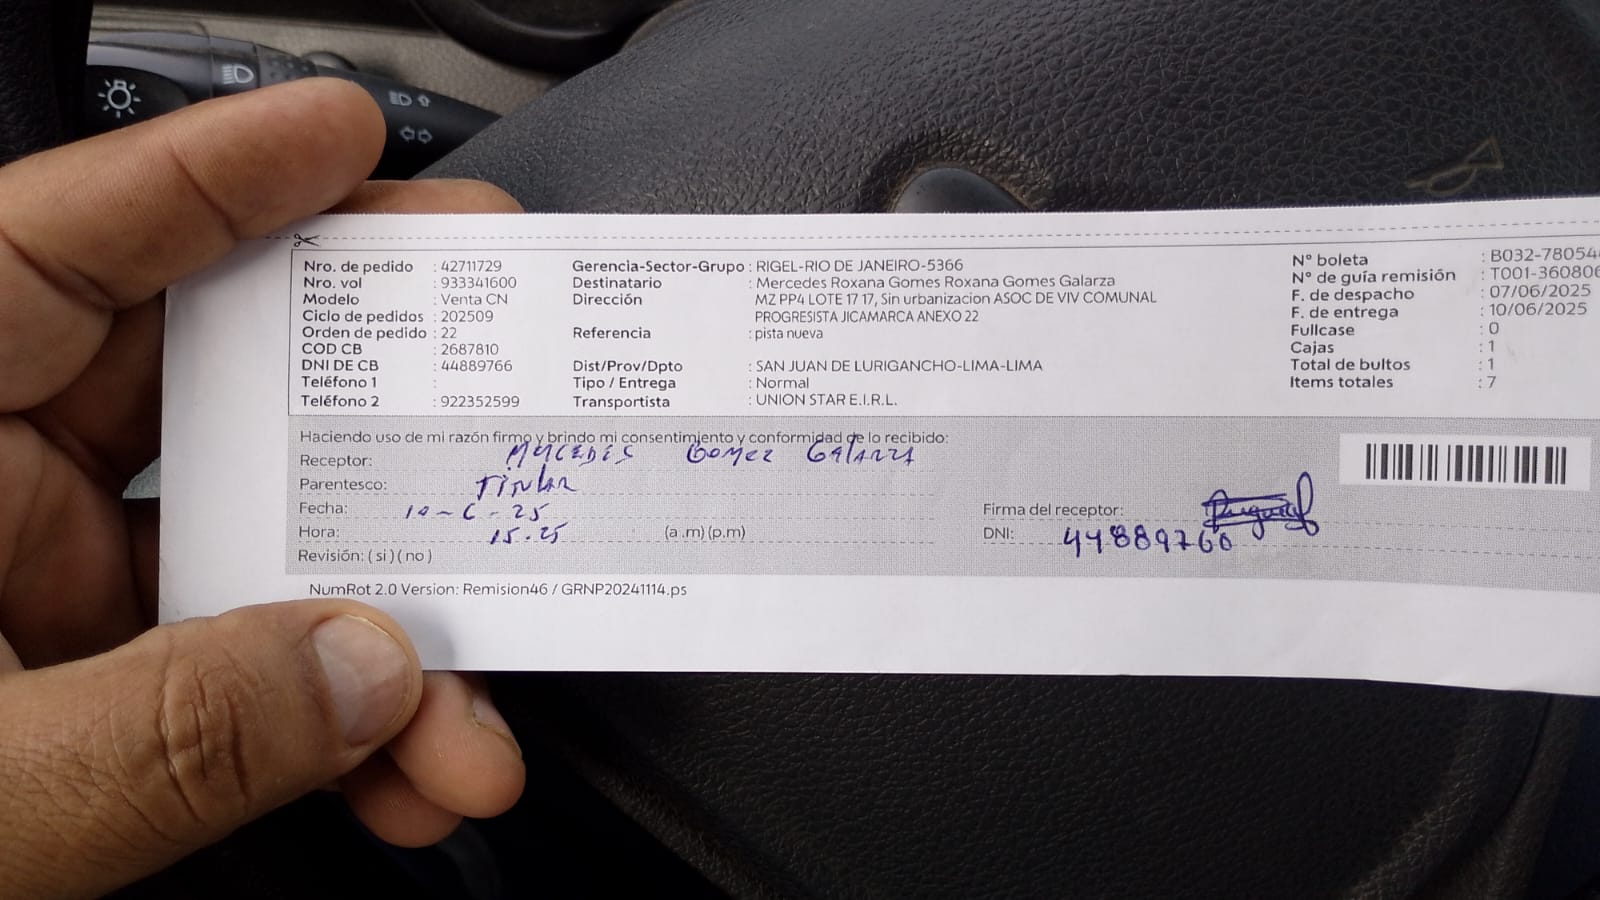 Nro. de pedido : 42711729
Nro. vol : 933341600
Modelo : Venta CN
Ciclo de pedidos : 202509
Orden de pedido : 22
COD CB : 2687810
DNI DE CB : 44889766
Teléfono 1 :
Teléfono 2 : 922352599
Gerencia-Sector-Grupo : RIGEL-RIO DE JANEIRO-5366
Destinatario : Mercedes Roxana Gomes Roxana Gomes Galarza
Dirección MZ PP4 LOTE 17 17, Sin urbanizacion ASOC DE VIV COMUNAL
PROGRESISTA JICAMARCA ANEXO 22
Referencia : pista nueva
Dist/Prov/Dpto : SAN JUAN DE LURIGANCHO-LIMA-LIMA
Tipo / Entrega : Normal
Transportista : UNION STAR E.I.R.L.
N° boleta : B032-78054
N° de guía remisión : T001-360806
F. de despacho : 07/06/2025
F. de entrega : 10/06/2025
Fullcase : 0
Cajas : 1
Total de bultos : 1
Items totales : 7
Haciendo uso de mi razón firmo y brindo mi consentimiento y conformidad de lo recibido:
Receptor: MERCEDES GOMEZ GALARZA
Parentesco:
Fecha: 10-6-25
Hora: 15.25 (a.m) (p.m)
Revisión: ( si ) ( no )
Firma del receptor:
DNI: 44889766
NumRot 2.0 Version: Remision46 / GRNP20241114.ps